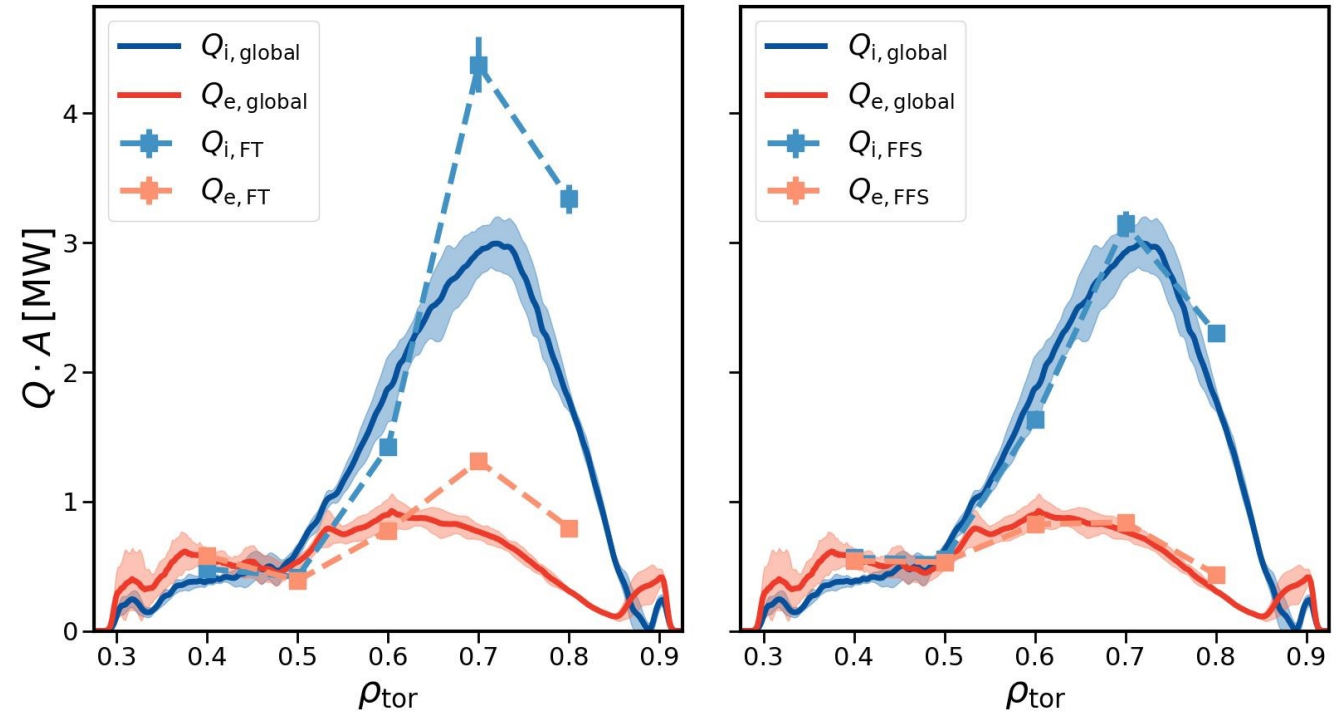 Q_i,global
Q_e,global
Q_i,FT
Q_e,FT
Q_i,global
Q_e,global
Q_i,FFS
Q_e,FFS
Q · A [MW]
4
3
2
1
0
0.3 0.4 0.5 0.6 0.7 0.8 0.9
0.3 0.4 0.5 0.6 0.7 0.8 0.9
ρ_tor
ρ_tor